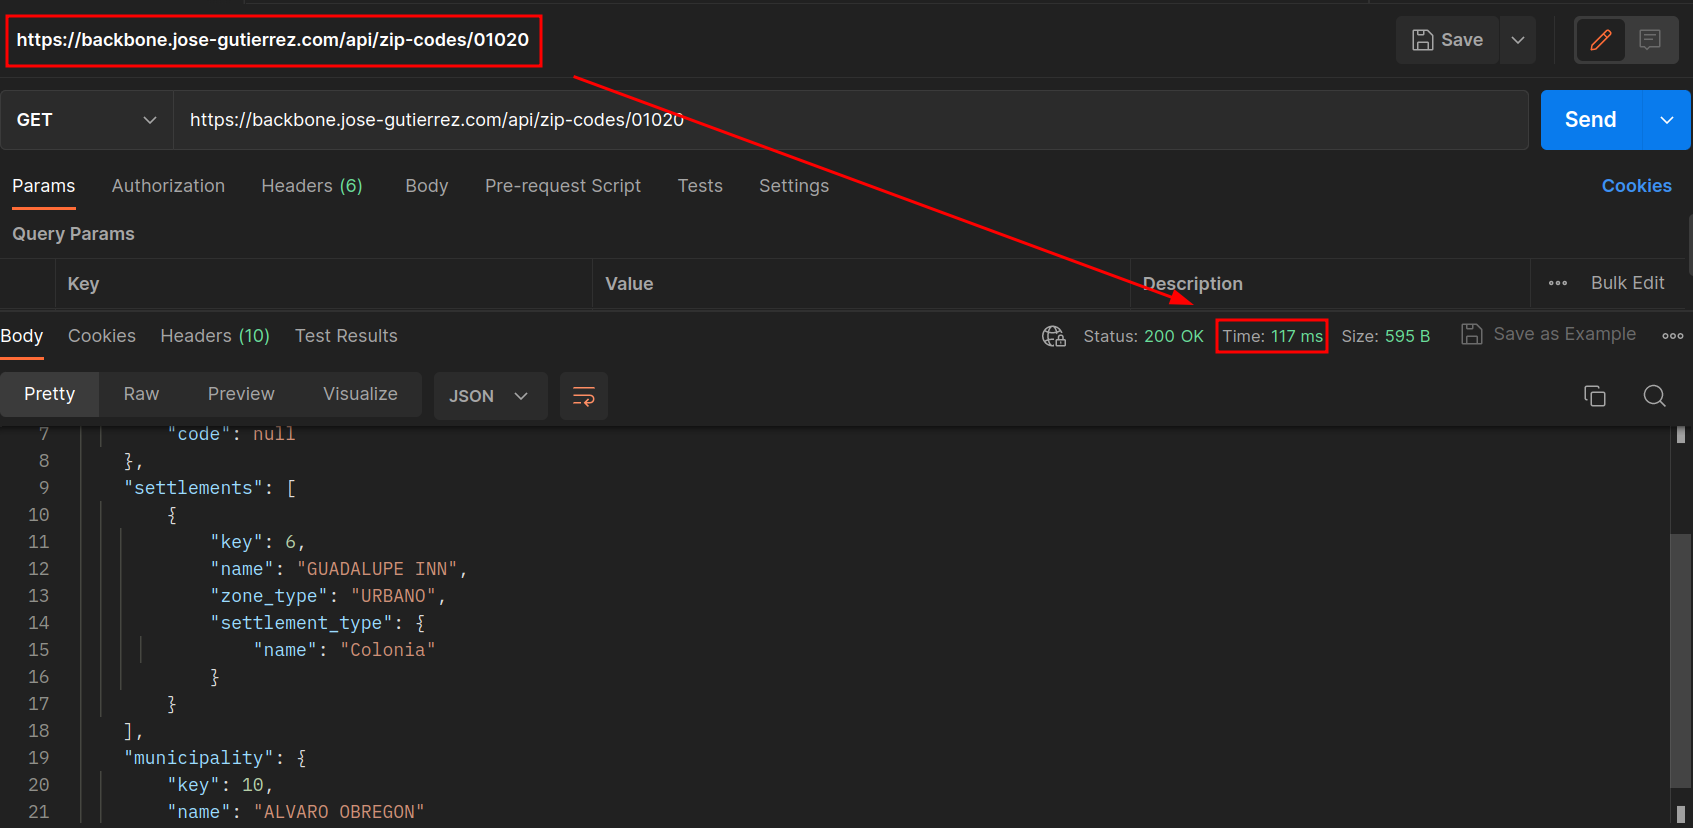 https://backbone.jose-gutierrez.com/api/zip-codes/01020
Save
GET
https://backbone.jose-gutierrez.com/api/zip-codes/01020
Send
Params Authorization Headers (6) Body Pre-request Script Tests Settings Cookies
Query Params
Key Value Description Bulk Edit
Body Cookies Headers (10) Test Results Status: 200 OK Time: 117 ms Size: 595 B Save as Example
Pretty Raw Preview Visualize JSON
7 "code": null
8 },
9 "settlements": [
10 {
11 "key": 6,
12 "name": "GUADALUPE INN",
13 "zone_type": "URBANO",
14 "settlement_type": {
15 "name": "Colonia"
16 }
17 }
18 ],
19 "municipality": {
20 "key": 10,
21 "name": "ALVARO OBREGON"